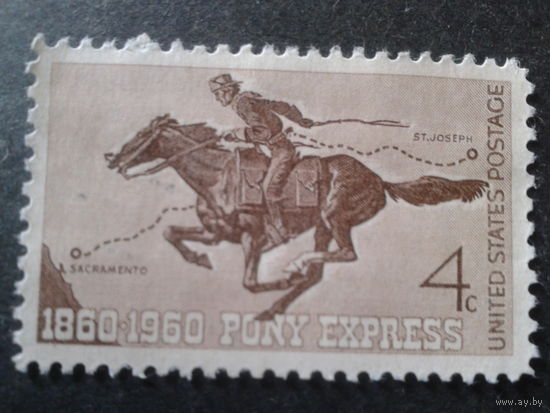 ST. JOSEPH
SACRAMENTO
4c
UNITED STATES POSTAGE
1860·1960 PONY EXPRESS
www.ay.by